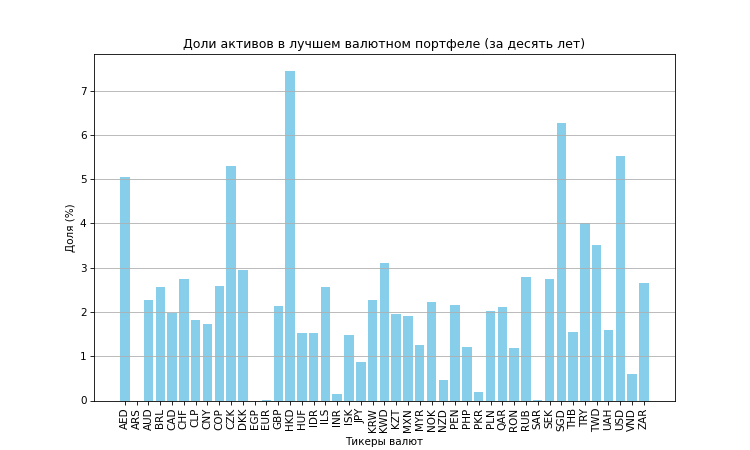 Доли активов в лучшем валютном портфеле (за десять лет)
Доля (%)
7
6
5
4
3
2
1
0
AED ARS AUD BRL CAD CHF CLP CNY COP CZK DKK EGP EUR GBP HKD HUF IDR ILS INR ISK JPY KRW KWD KZT MXN MYR NOK NZD PEN PHP PKR PLN QAR RON RUB SAR SEK SGD THB TRY TWD UAH USD VND ZAR
Тикеры валют